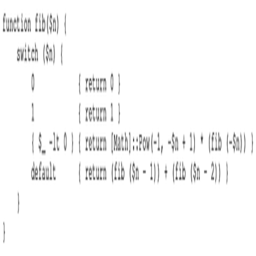 function fib($n) {
    switch ($n) {
        0            { return 0 }
        1            { return 1 }
        { $_ -lt 0 } { return [Math]::Pow(-1, -$n + 1) * (fib (-$n)) }
        default      { return (fib ($n - 1)) + (fib ($n - 2)) }
    }
}